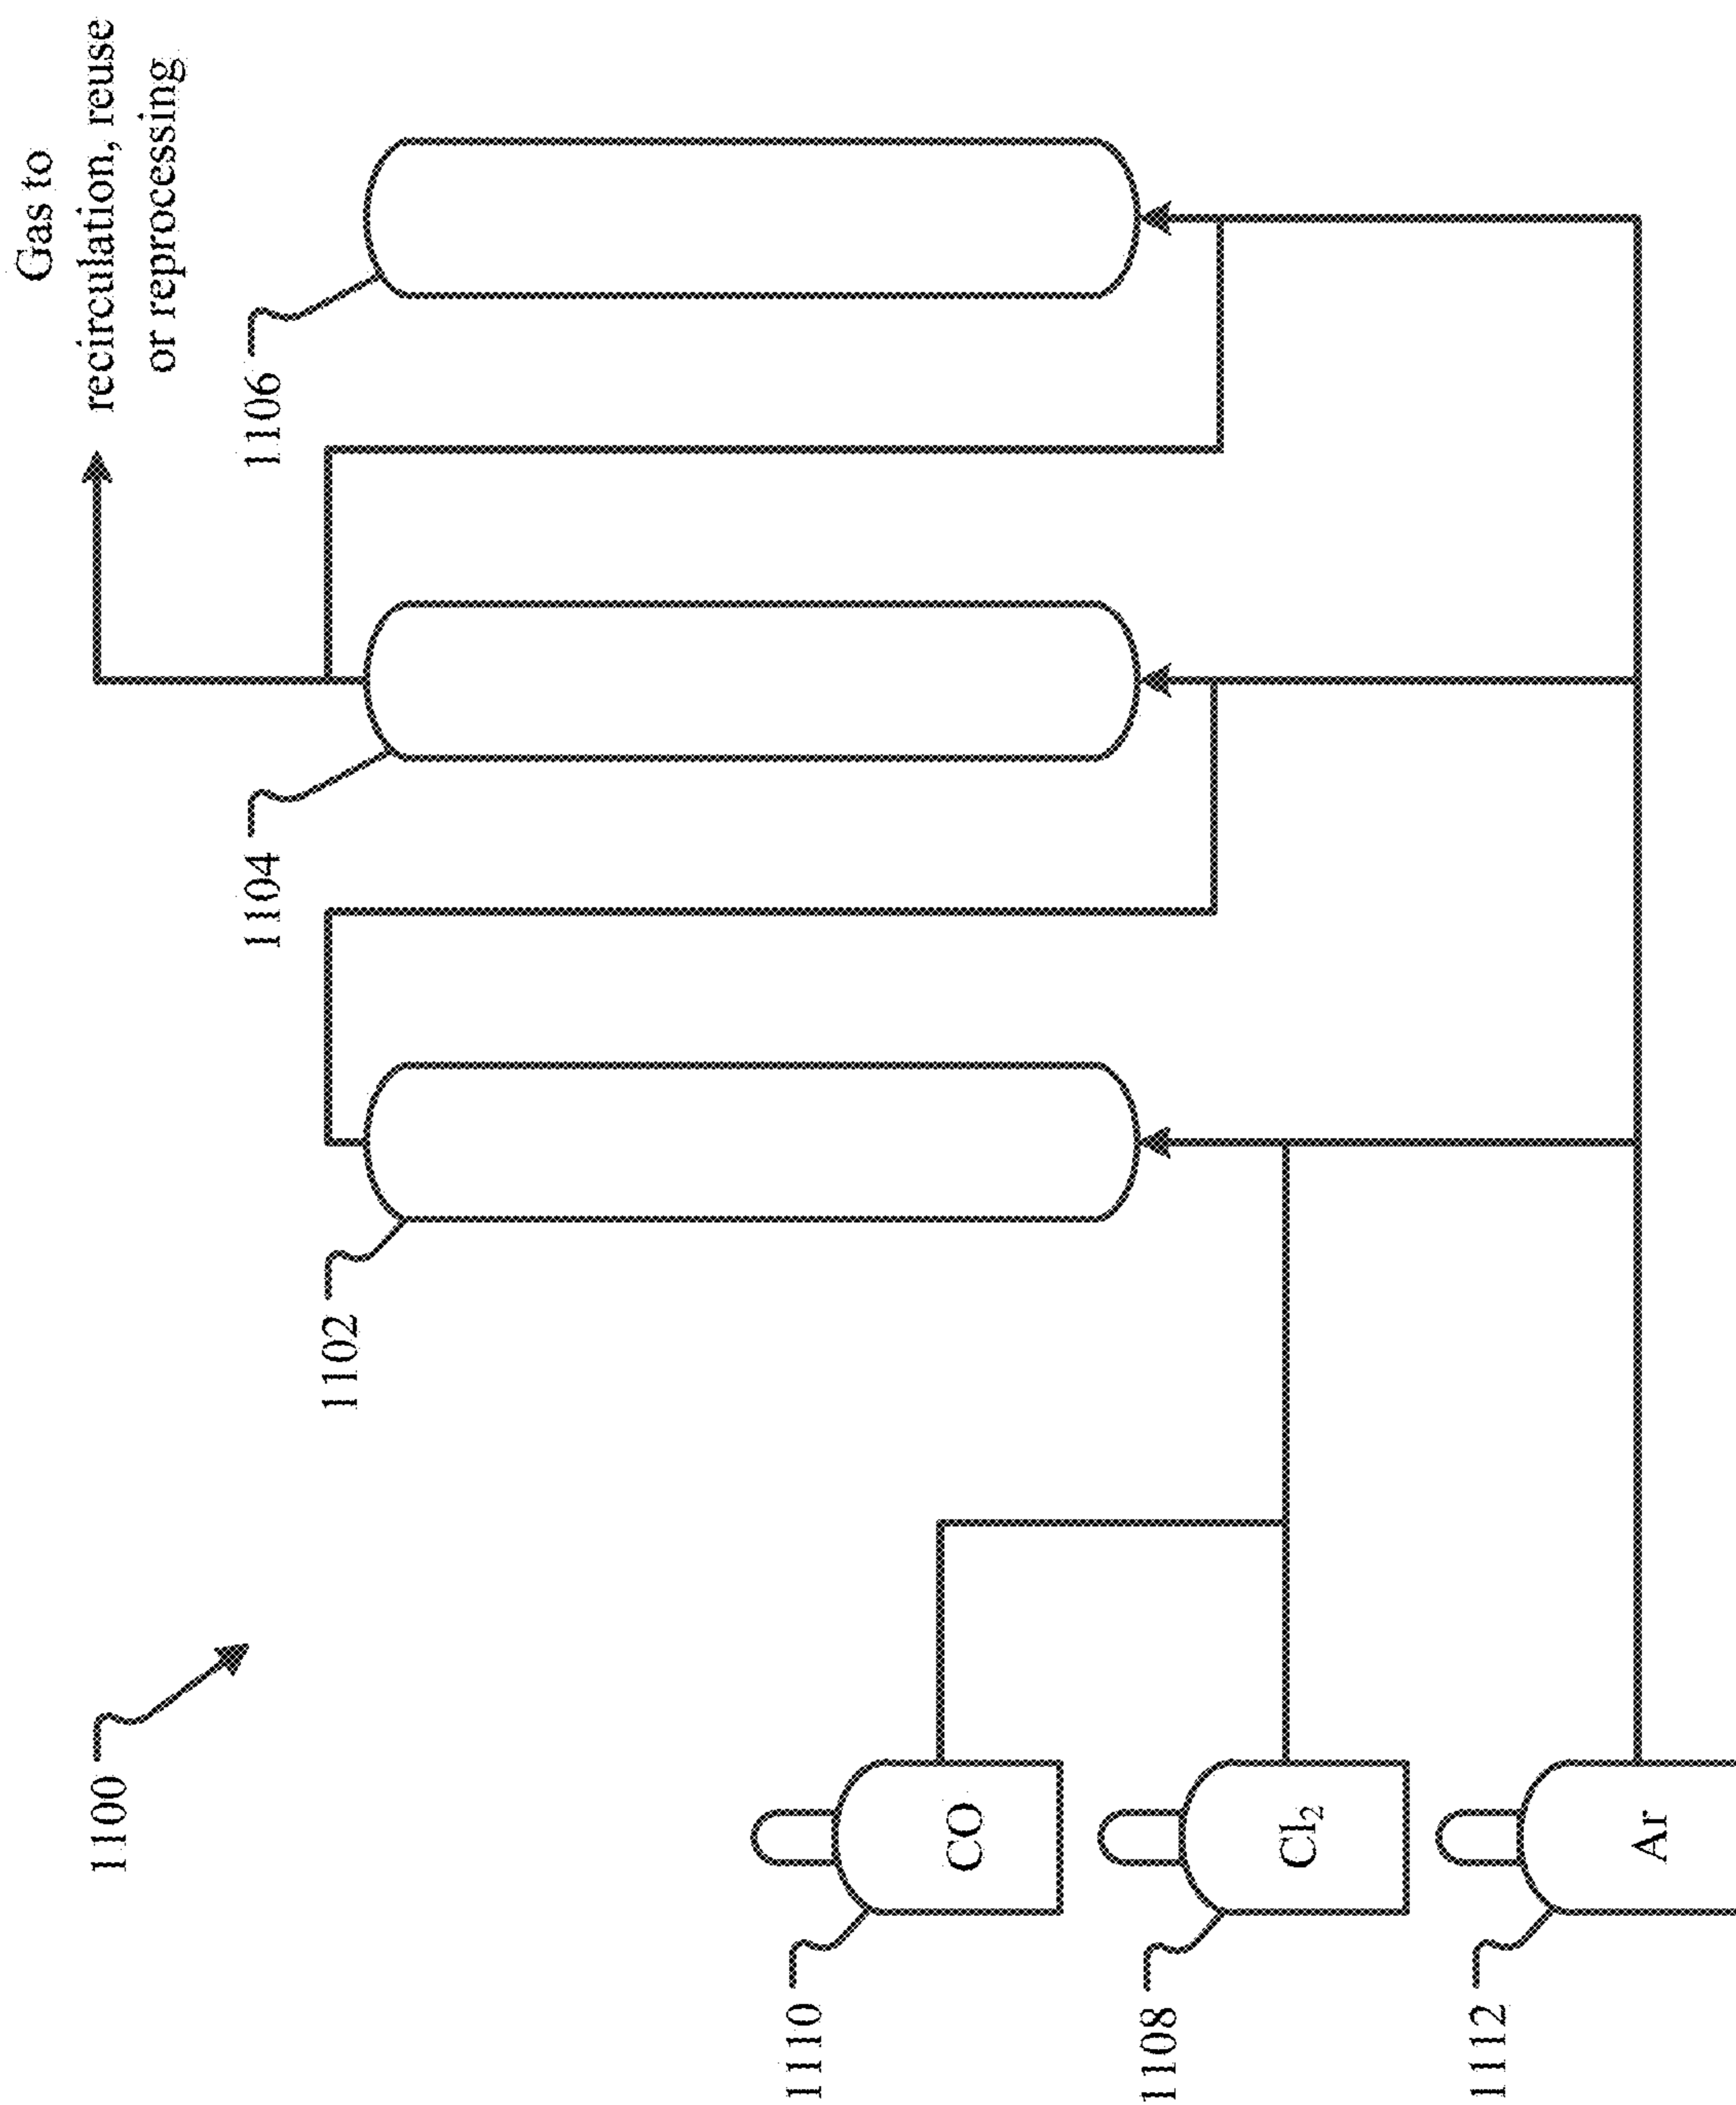 Gas to
recirculation, reuse
or reprocessing
1100
1106
1104
1102
1110
CO
1108
Cl₂
1112
Ar